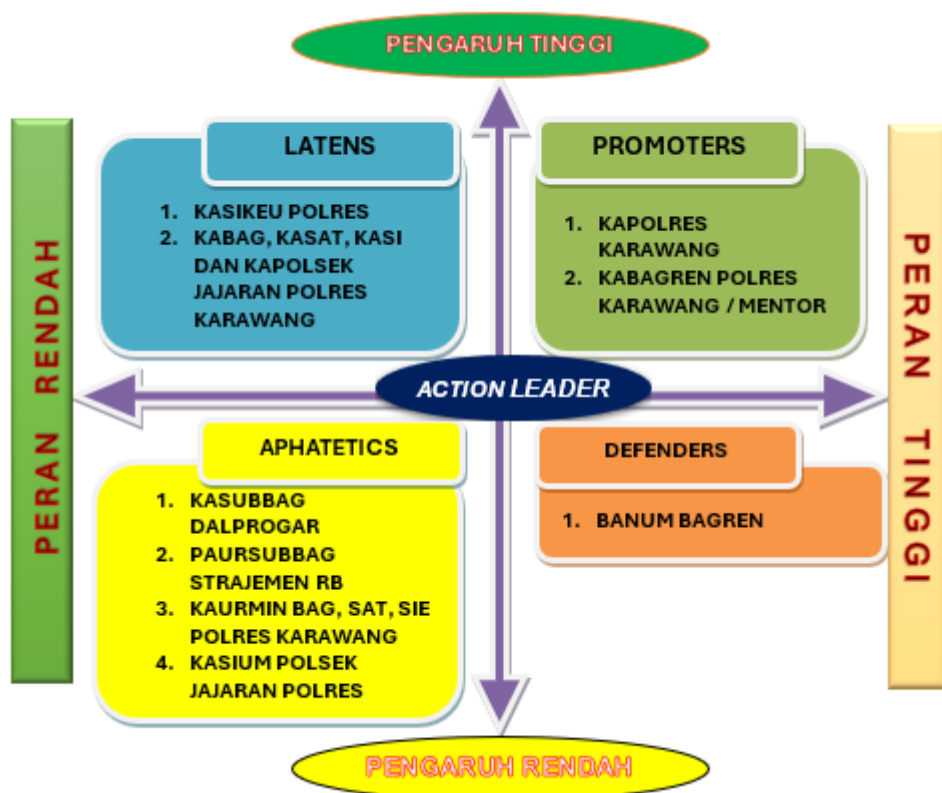 PENGARUH TINGGI
PERAN RENDAH
LATENS
1. KASIKEU POLRES
2. KABAG, KASAT, KASI
DAN KAPOLSEK
JAJARAN POLRES
KARAWANG
PROMOTERS
1. KAPOLRES
KARAWANG
2. KABAGREN POLRES
KARAWANG / MENTOR
PERAN TINGGI
ACTION LEADER
APHATETICS
1. KASUBBAG
DALPROGAR
2. PAURSUBBAG
STRAJEMEN RB
3. KAURMIN BAG, SAT, SIE
POLRES KARAWANG
4. KASIUM POLSEK
JAJARAN POLRES
DEFENDERS
1. BANUM BAGREN
PENGARUH RENDAH